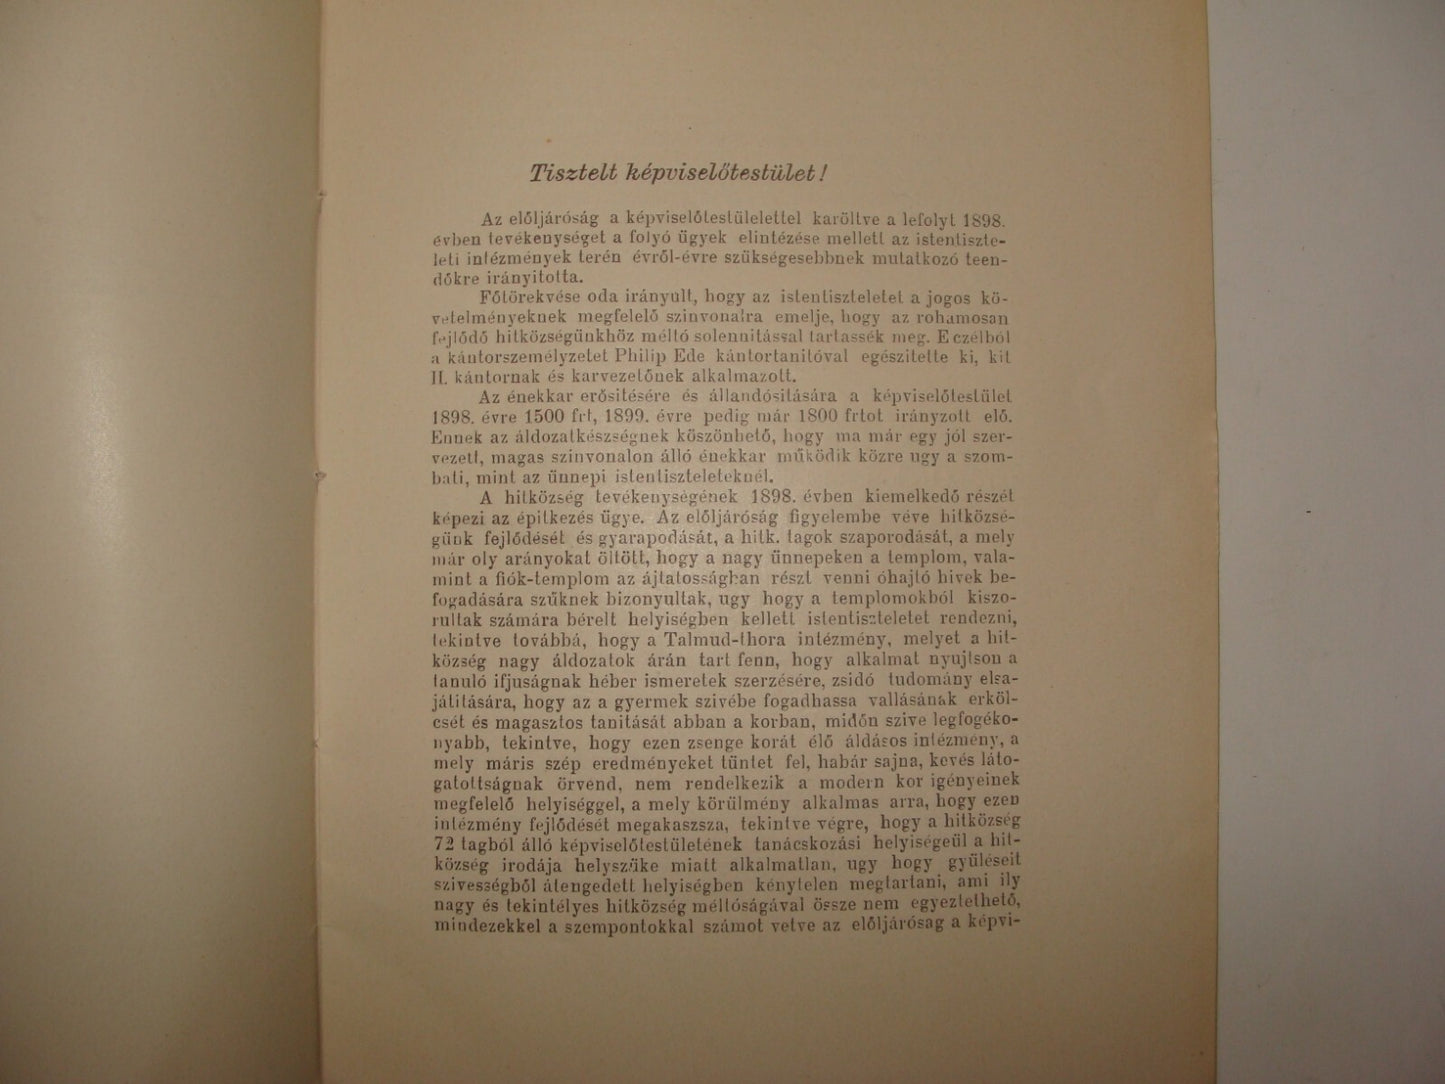 Tisztelt képviselőtestület!
Az előljáróság a képviselőtestülelettel karöltve a lefolyt 1898.
évben tevékenységet a folyó ügyek elintézése mellett az istentiszte-
leti intézmények terén évről-évre szükségesebbnek mutatkozó teen-
dőkre irányitotta.
Főtörekvése oda irányult, hogy az istentiszteletet a jogos kö-
vetelményeknek megfelelő szinvonalra emelje, hogy az rohamosan
fejlődő hitközségünkhöz méltó solennitással tartassék meg. E czélból
a kántorszemélyzetet Philip Ede kántortanitóval egészitette ki, kit
II. kántornak és karvezetőnek alkalmazott.
Az énekkar erősitésére és állandósitására a képviselőtestület
1898. évre 1500 frt, 1899. évre pedig már 1800 frtot irányzott elő.
Ennek az áldozatkészségnek köszönhető, hogy ma már egy jól szer-
vezett, magas szinvonalon álló énekkar működik közre ugy a szom-
bati, mint az ünnepi istentiszteleteknél.
A hitközség tevékenységének 1898. évben kiemelkedő részét
képezi az épitkezés ügye. Az előljáróság figyelembe véve hitközsé-
günk fejlődését és gyarapodását, a hitk. tagok szaporodását, a mely
már oly arányokat öltött, hogy a nagy ünnepeken a templom, vala-
mint a fiók-templom az ájtatosságban részt venni óhajtó hivek be-
fogadására szűknek bizonyultak, ugy hogy a templomokból kiszo-
rultak számára bérelt helyiségben kellett istentiszteletet rendezni,
tekintve továbbá, hogy a Talmud-thora intézmény, melyet a hit-
község nagy áldozatok árán tart fenn, hogy alkalmat nyujtson a
tanuló ifjuságnak héber ismeretek szerzésére, zsidó tudomány elsa-
játitására, hogy az a gyermek szivébe fogadhassa vallásának erköl-
csét és magasztos tanitását abban a korban, midőn szive legfogéko-
nyabb, tekintve, hogy ezen zsenge korát élő áldásos intézmény, a
mely máris szép eredményeket tüntet fel, habár sajna, kevés láto-
gatottságnak örvend, nem rendelkezik a modern kor igényeinek
megfelelő helyiséggel, a mely körülmény alkalmas arra, hogy ezen
intézmény fejlődését megakaszsza, tekintve végre, hogy a hitközség
72 tagból álló képviselőtestületének tanácskozási helyiségeül a hit-
község irodája helyszűke miatt alkalmatlan, ugy hogy gyüléseit
szivességből átengedett helyiségben kénytelen megtartani, ami ily
nagy és tekintélyes hitközség méltóságával össze nem egyeztethető,
mindezekkel a szempontokkal számot vetve az előljáróság a képvi-